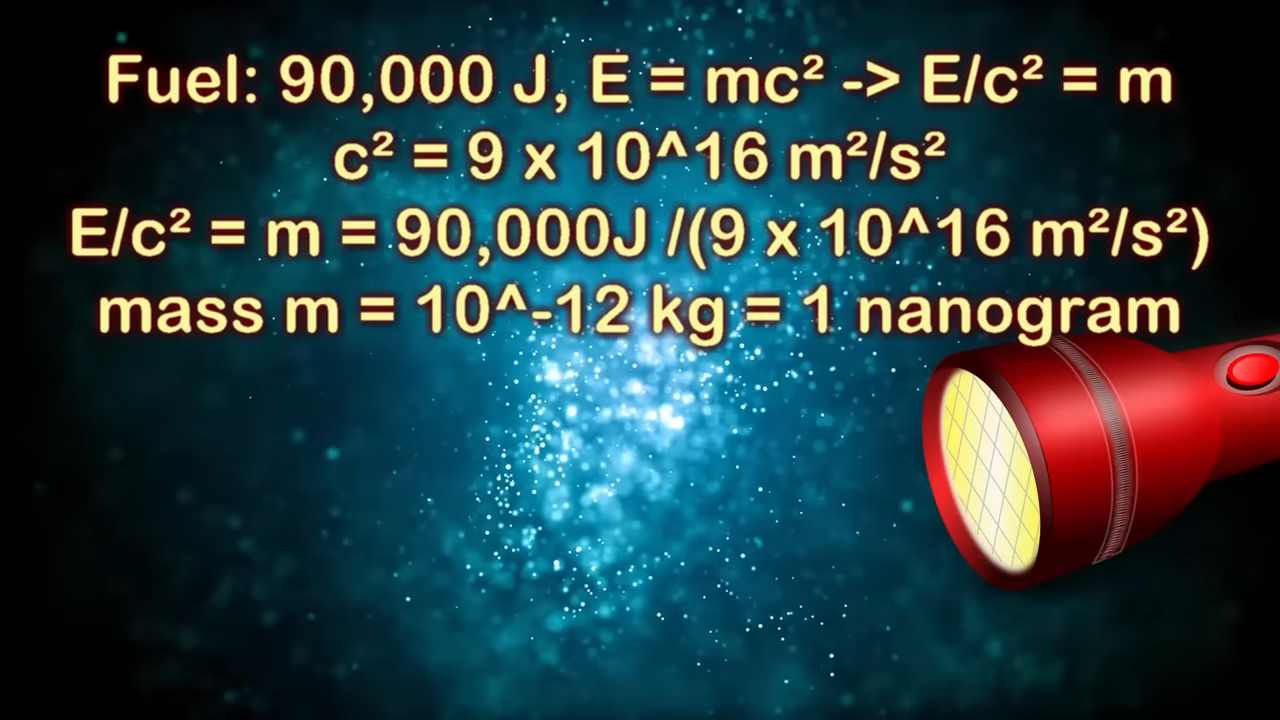 Fuel: 90,000 J, E = mc² -> E/c² = m
c² = 9 x 10^16 m²/s²
E/c² = m = 90,000J /(9 x 10^16 m²/s²)
mass m = 10^-12 kg = 1 nanogram